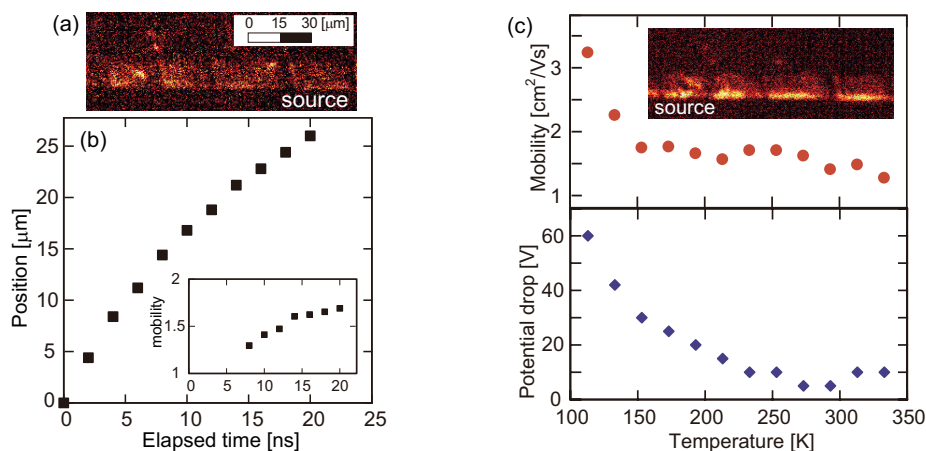 (a)
0 15 30 [μm]
source
(b)
25
20
15
10
5
0
Position [μm]
2
1.5
1
mobility
0 5 10 15 20
0 5 10 15 20 25
Elapsed time [ns]
(c)
3
2
1
Mobility [cm²/Vs]
source
60
40
20
0
Potential drop [V]
100 150 200 250 300 350
Temperature [K]